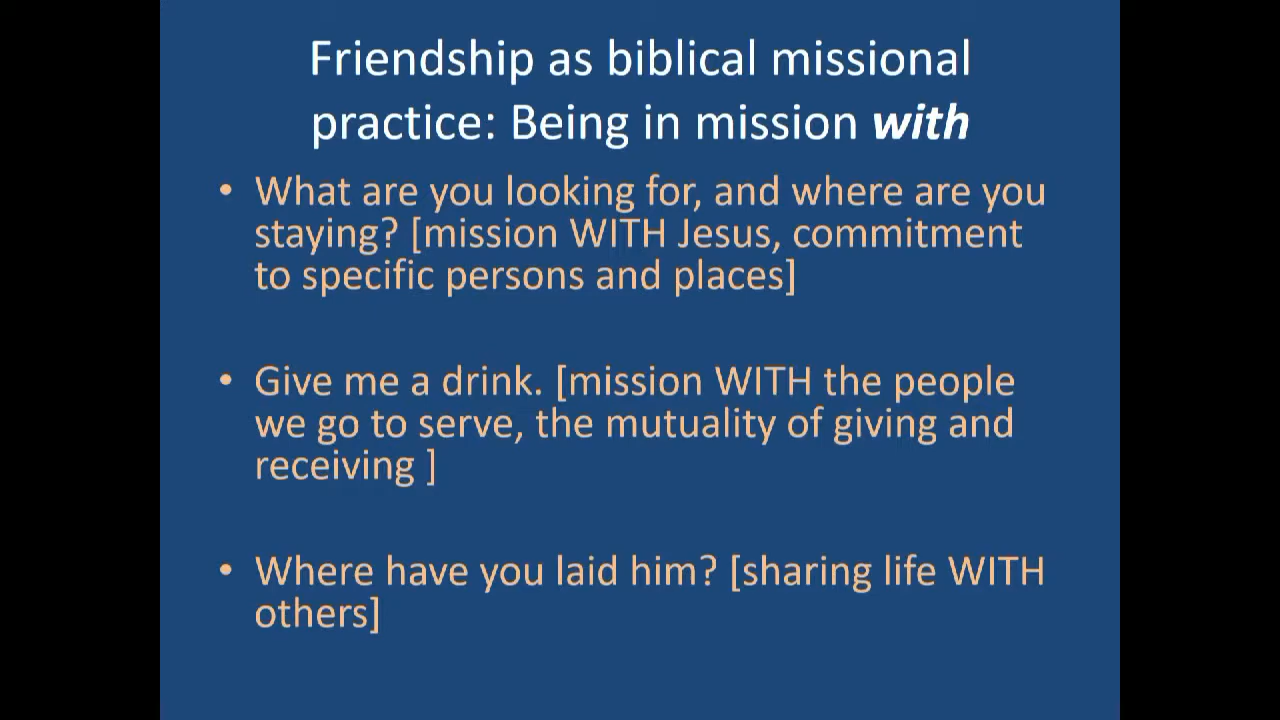 Friendship as biblical missional
practice: Being in mission with
• What are you looking for, and where are you
staying? [mission WITH Jesus, commitment
to specific persons and places]
• Give me a drink. [mission WITH the people
we go to serve, the mutuality of giving and
receiving ]
• Where have you laid him? [sharing life WITH
others]